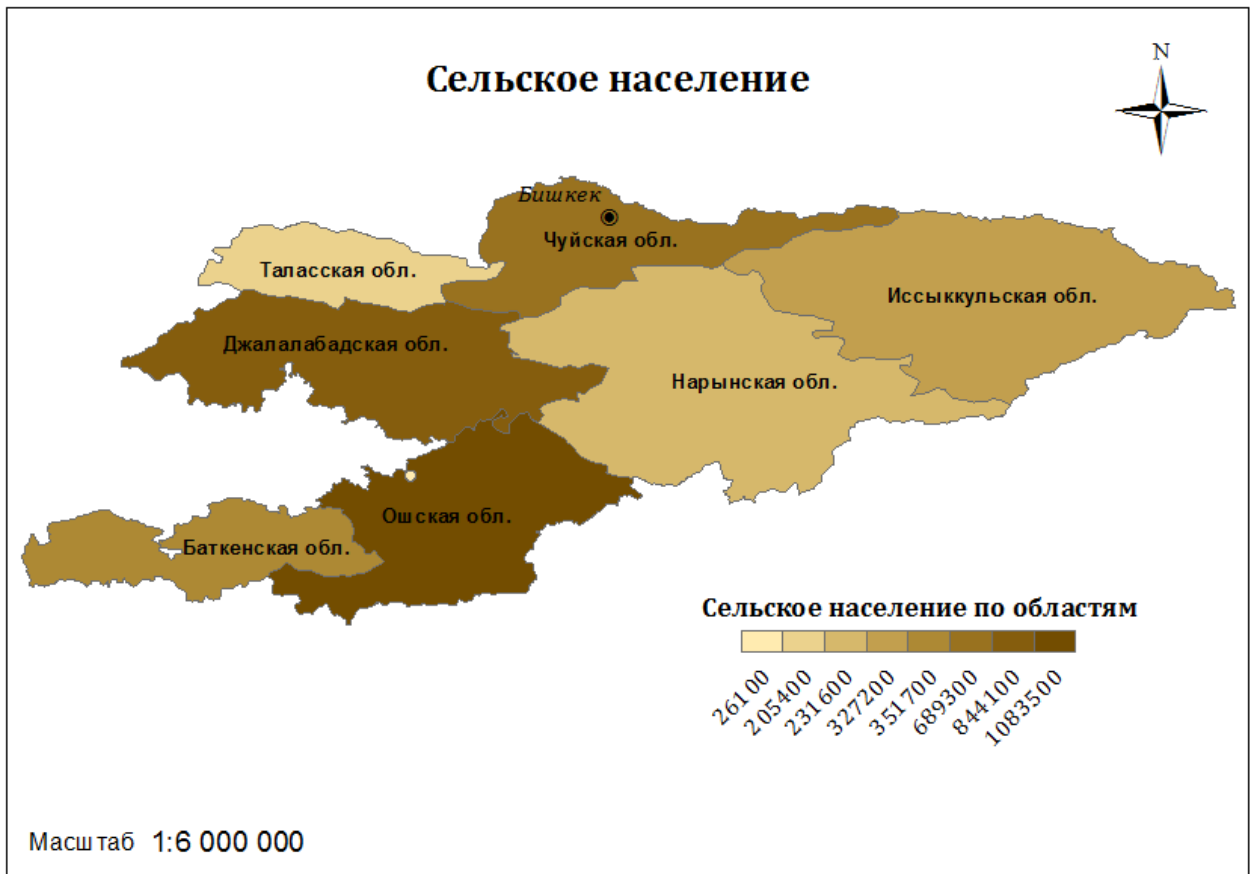 N
Сельское население
Бишкек
Чуйская обл.
Таласская обл.
Иссыккульская обл.
Джалалабадская обл.
Нарынская обл.
Ошская обл.
Баткенская обл.
Сельское население по областям
26100
205400
231600
327200
351700
689300
844100
1083500
Масштаб 1:6 000 000